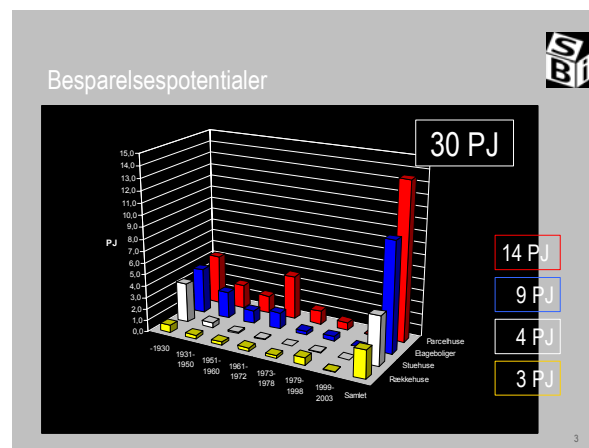 SBi
Besparelsespotentialer
30 PJ
15,0
14,0
13,0
12,0
11,0
10,0
9,0
8,0
7,0
6,0
5,0
4,0
3,0
2,0
1,0
0,0
PJ
-1930
1931-
1950
1951-
1960
1961-
1972
1973-
1978
1979-
1998
1999-
2003
Samlet
Parcelhuse
Etageboliger
Stuehuse
Rækkehuse
14 PJ
9 PJ
4 PJ
3 PJ
3